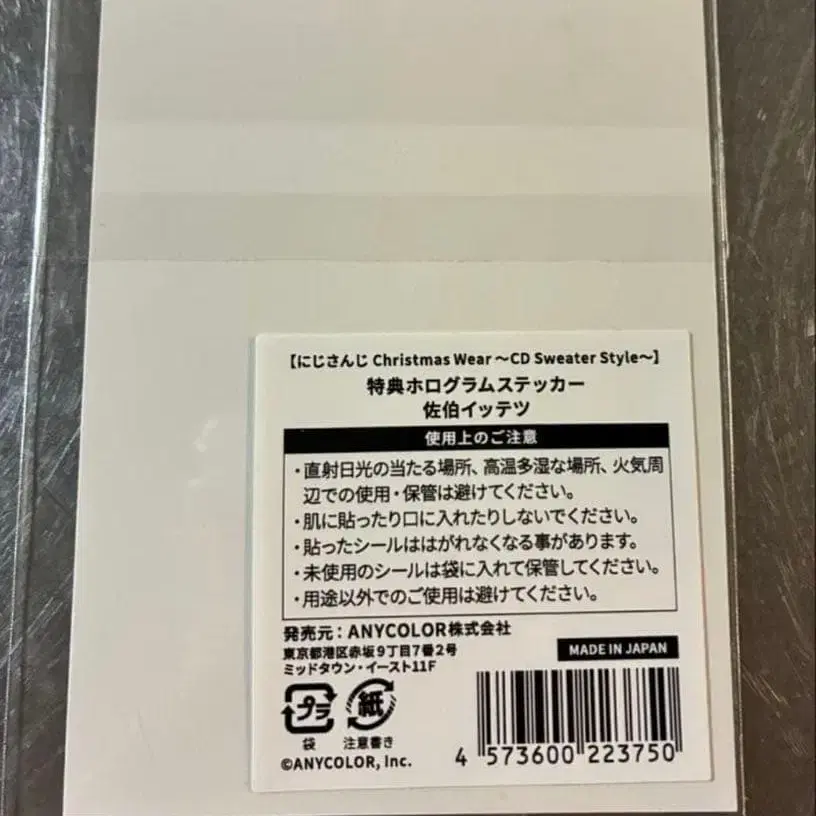 【にじさんじ Christmas Wear ～CD Sweater Style～】
特典ホログラムステッカー
佐伯イッテツ
使用上のご注意
・直射日光の当たる場所、高温多湿な場所、火気周
辺での使用・保管は避けてください。
・肌に貼ったり口に入れたりしないでください。
・貼ったシールははがれなくなる事があります。
・未使用のシールは袋に入れて保管してください。
・用途以外でのご使用は避けてください。
発売元：ANYCOLOR株式会社
東京都港区赤坂9丁目7番2号
ミッドタウン・イースト11F
MADE IN JAPAN
プラ 紙
袋 注意書き
©ANYCOLOR, Inc.
4 573600 223750